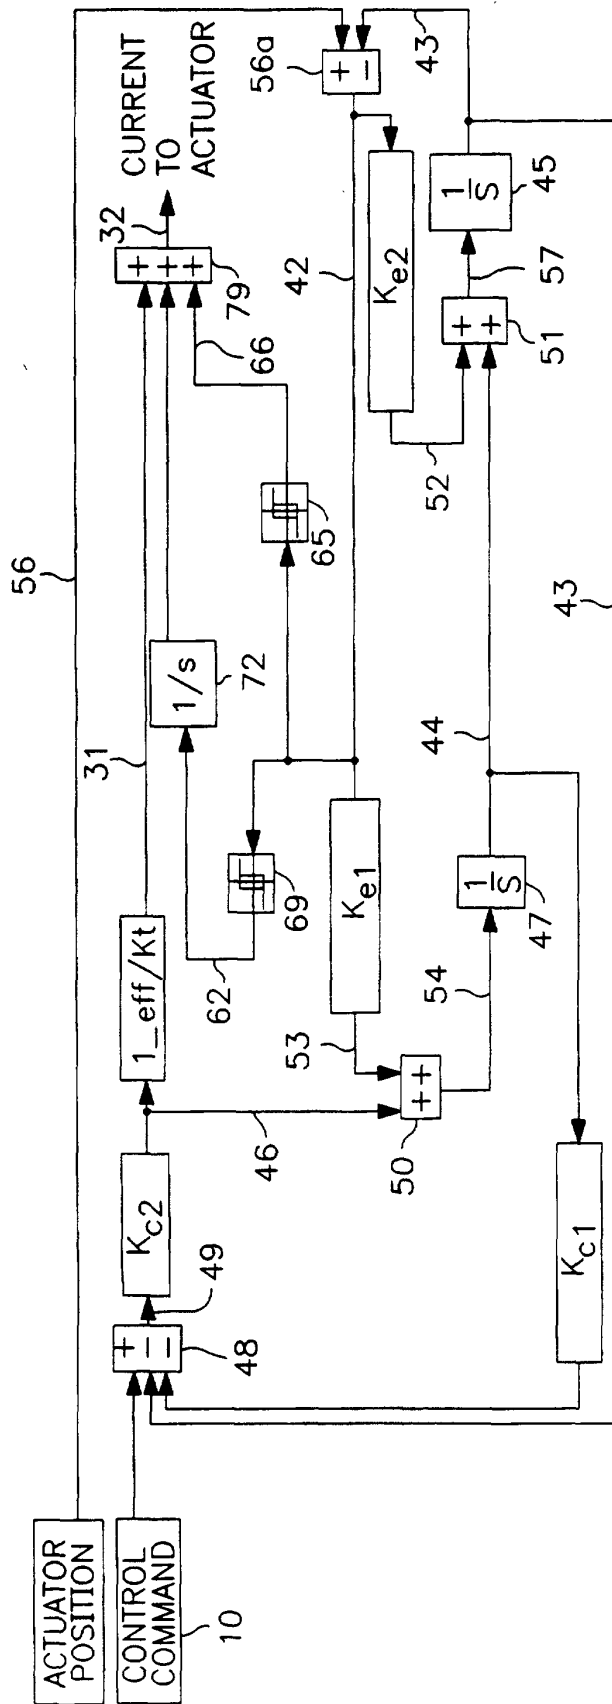 56
ACTUATOR
POSITION
CONTROL
COMMAND
10
+
−
−
48
49
Kc2
46
1_eff/Kt
31
62
69
1/s
72
65
66
+
+
+
79
32
CURRENT
TO
ACTUATOR
+
−
56a
43
42
Ke1
53
+
+
50
54
1/S
47
44
Ke2
52
+
+
51
57
1/S
45
Kc1
43